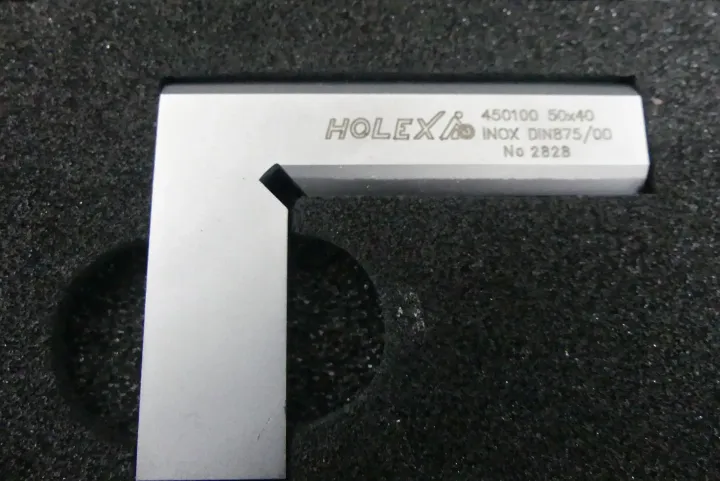 HOLEX
450100 50x40
INOX DIN875/00
No 2828